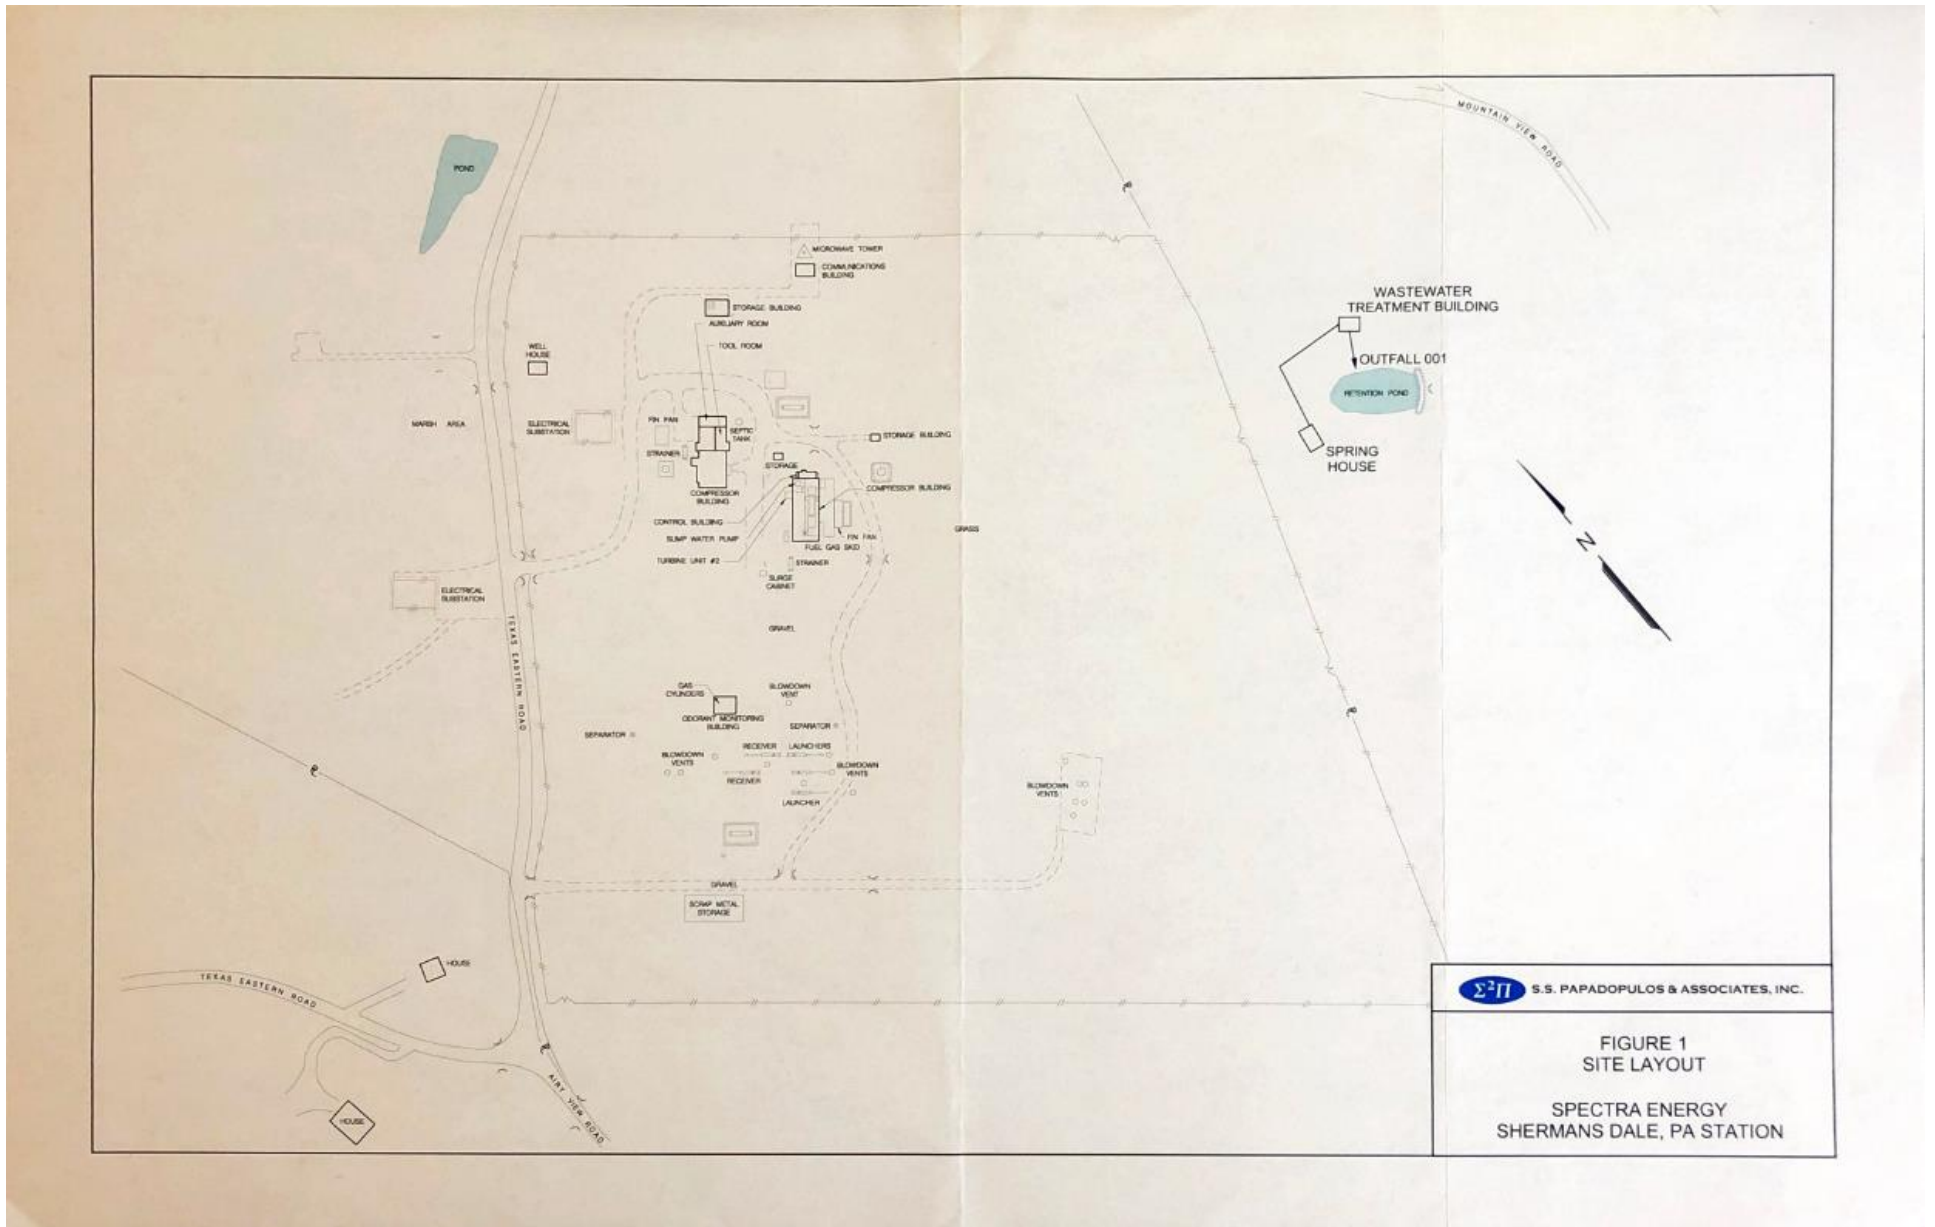 MOUNTAIN VIEW ROAD
POND
MICROWAVE TOWER
COMMUNICATIONS
BUILDING
STORAGE BUILDING
AUXILIARY ROOM
TOOL ROOM
WELL
HOUSE
WASTEWATER
TREATMENT BUILDING
OUTFALL 001
RETENTION POND
SPRING
HOUSE
MARSH AREA
ELECTRICAL
SUBSTATION
FIN FAN
STRAINER
SEPTIC
TANK
COMPRESSOR
BUILDING
STORAGE
STORAGE BUILDING
COMPRESSOR BUILDING
CONTROL BUILDING
SUMP WATER PUMP
TURBINE UNIT #2
FIN FAN
FUEL GAS SKID
STRAINER
SURGE
CABINET
GRASS
N
ELECTRICAL
SUBSTATION
TEXAS EASTERN ROAD
GRAVEL
GAS
CYLINDERS
ODORANT MONITORING
BUILDING
BLOWDOWN
VENT
SEPARATOR
SEPARATOR
BLOWDOWN
VENTS
RECEIVER
LAUNCHERS
RECEIVER
BLOWDOWN
VENTS
LAUNCHER
BLOWDOWN
VENTS
GRAVEL
SCRAP METAL
STORAGE
HOUSE
TEXAS EASTERN ROAD
HOUSE
AIRY VIEW ROAD
Σ²Π S.S. PAPADOPULOS & ASSOCIATES, INC.
FIGURE 1
SITE LAYOUT
SPECTRA ENERGY
SHERMANS DALE, PA STATION